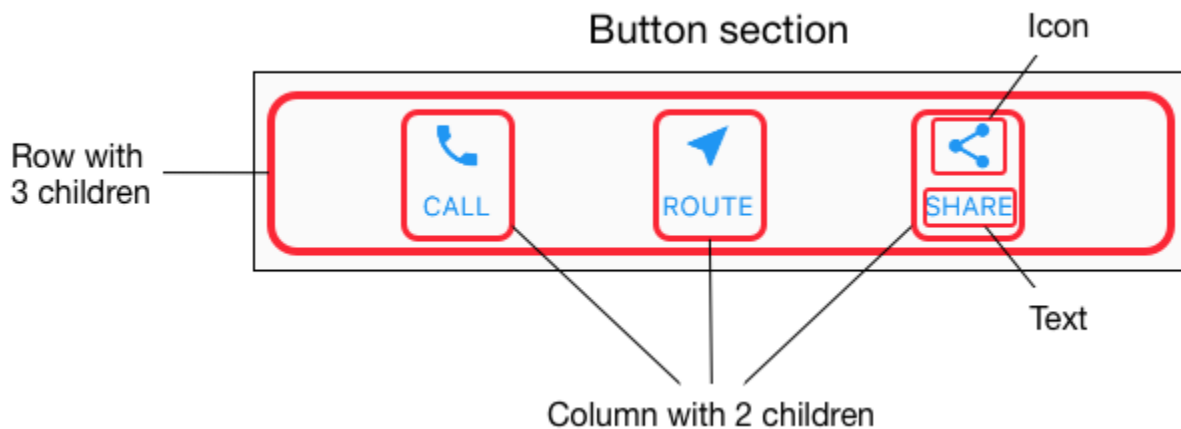 Button section
Icon
Row with
3 children
CALL
ROUTE
SHARE
Text
Column with 2 children